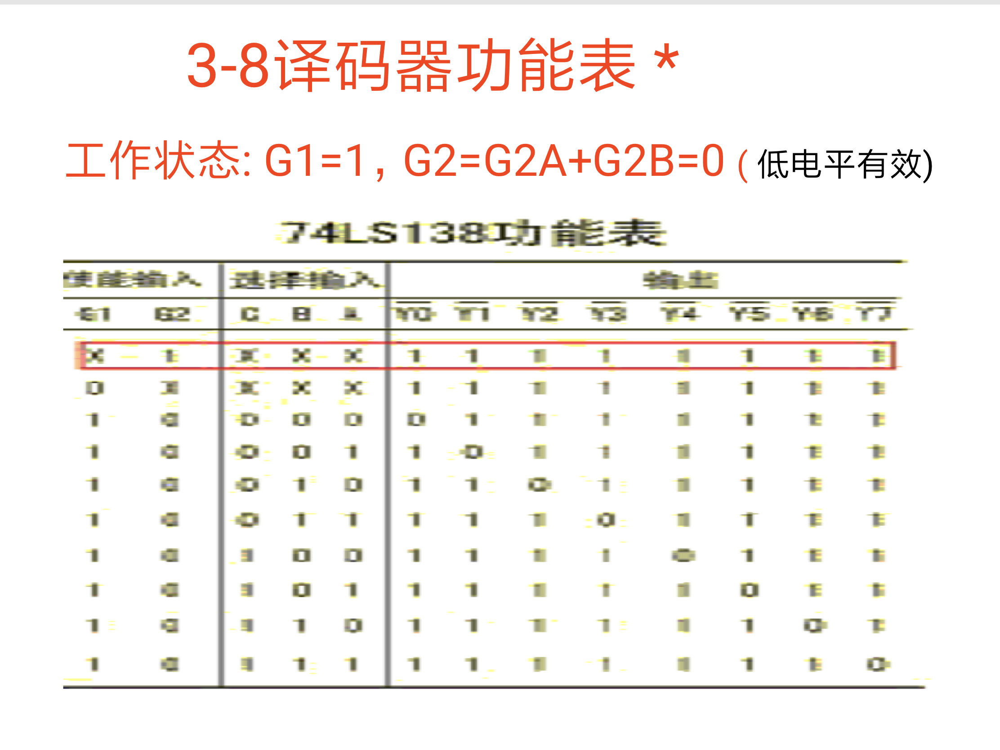 3-8译码器功能表 *
工作状态: G1=1, G2=G2A+G2B=0 (低电平有效)
74LS138功能表
使能输入 选择输入 输出
G1 G2 C B A Y0 Y1 Y2 Y3 Y4 Y5 Y6 Y7
X 1 X X X 1 1 1 1 1 1 1 1
0 X X X X 1 1 1 1 1 1 1 1
1 0 0 0 0 0 1 1 1 1 1 1 1
1 0 0 0 1 1 0 1 1 1 1 1 1
1 0 0 1 0 1 1 0 1 1 1 1 1
1 0 0 1 1 1 1 1 0 1 1 1 1
1 0 1 0 0 1 1 1 1 0 1 1 1
1 0 1 0 1 1 1 1 1 1 0 1 1
1 0 1 1 0 1 1 1 1 1 1 0 1
1 0 1 1 1 1 1 1 1 1 1 1 0